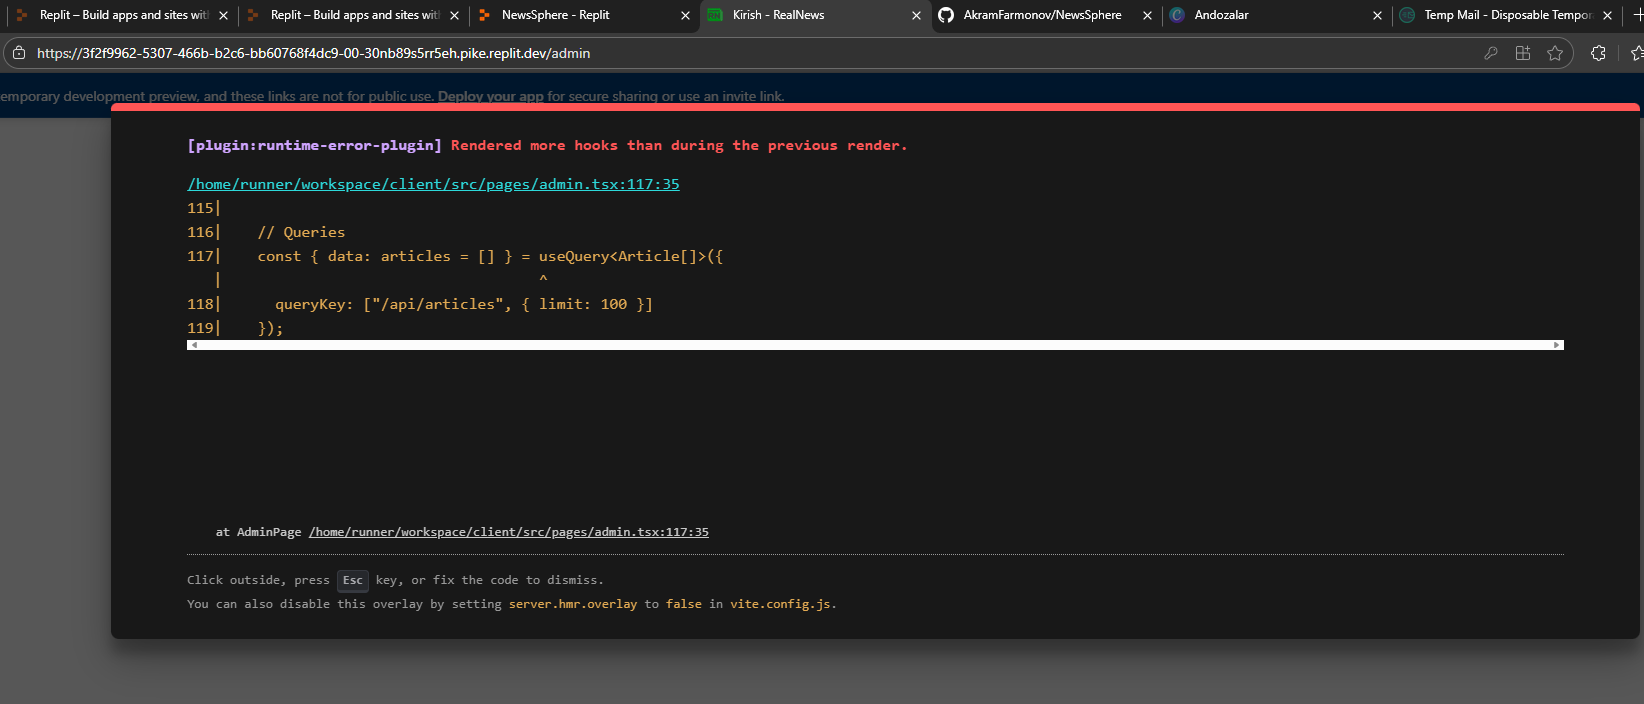 Replit – Build apps and sites with
Replit – Build apps and sites with
NewsSphere - Replit
Kirish - RealNews
AkramFarmonov/NewsSphere
Andozalar
Temp Mail - Disposable Tempor
https://3f2f9962-5307-466b-b2c6-bb60768f4dc9-00-30nb89s5rr5eh.pike.replit.dev/admin
emporary development preview, and these links are not for public use. Deploy your app for secure sharing or use an invite link.
[plugin:runtime-error-plugin] Rendered more hooks than during the previous render.
/home/runner/workspace/client/src/pages/admin.tsx:117:35
115|
116|    // Queries
117|    const { data: articles = [] } = useQuery<Article[]>({
   |                                    ^
118|      queryKey: ["/api/articles", { limit: 100 }]
119|    });
at AdminPage /home/runner/workspace/client/src/pages/admin.tsx:117:35
Click outside, press Esc key, or fix the code to dismiss.
You can also disable this overlay by setting server.hmr.overlay to false in vite.config.js.